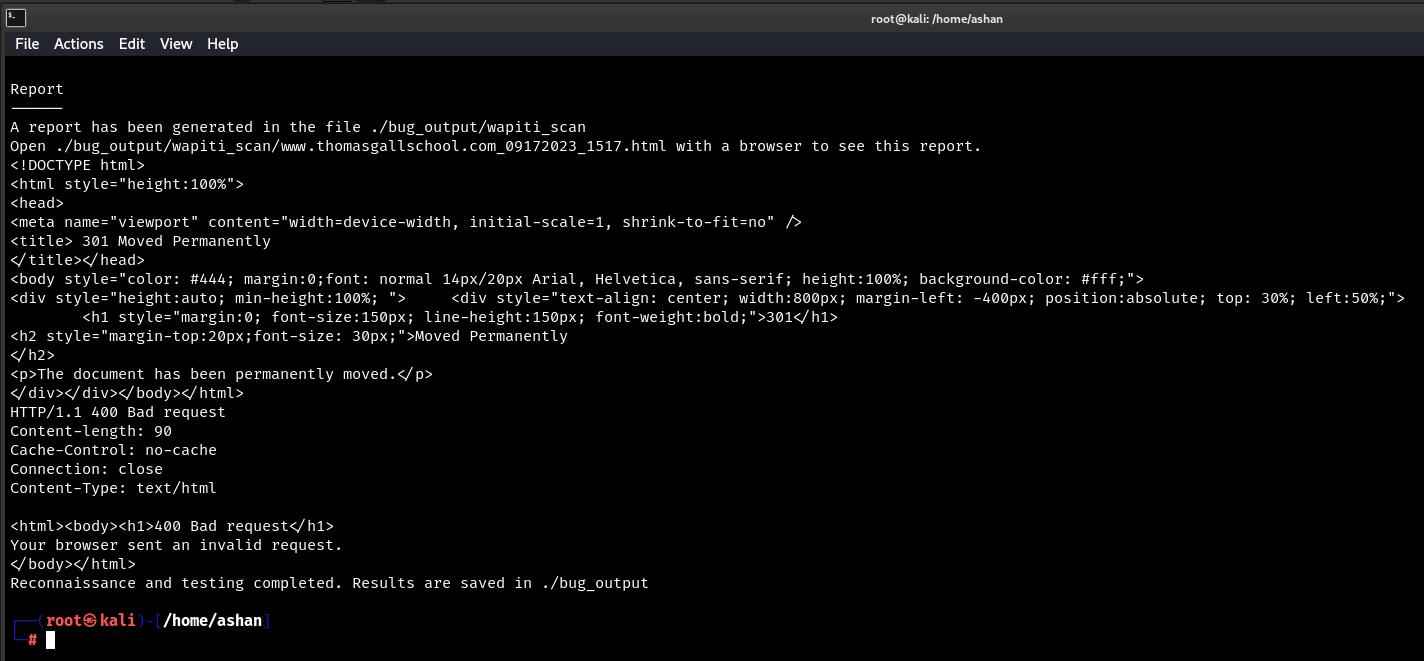 root@kali: /home/ashan
File Actions Edit View Help
Report
------
A report has been generated in the file ./bug_output/wapiti_scan
Open ./bug_output/wapiti_scan/www.thomasgallschool.com_09172023_1517.html with a browser to see this report.
<!DOCTYPE html>
<html style="height:100%">
<head>
<meta name="viewport" content="width=device-width, initial-scale=1, shrink-to-fit=no" />
<title> 301 Moved Permanently
</title></head>
<body style="color: #444; margin:0;font: normal 14px/20px Arial, Helvetica, sans-serif; height:100%; background-color: #fff;">
<div style="height:auto; min-height:100%; ">     <div style="text-align: center; width:800px; margin-left: -400px; position:absolute; top: 30%; left:50%;">
        <h1 style="margin:0; font-size:150px; line-height:150px; font-weight:bold;">301</h1>
<h2 style="margin-top:20px;font-size: 30px;">Moved Permanently
</h2>
<p>The document has been permanently moved.</p>
</div></div></body></html>
HTTP/1.1 400 Bad request
Content-length: 90
Cache-Control: no-cache
Connection: close
Content-Type: text/html

<html><body><h1>400 Bad request</h1>
Your browser sent an invalid request.
</body></html>
Reconnaissance and testing completed. Results are saved in ./bug_output

┌──(root㉿kali)-[/home/ashan]
└─#